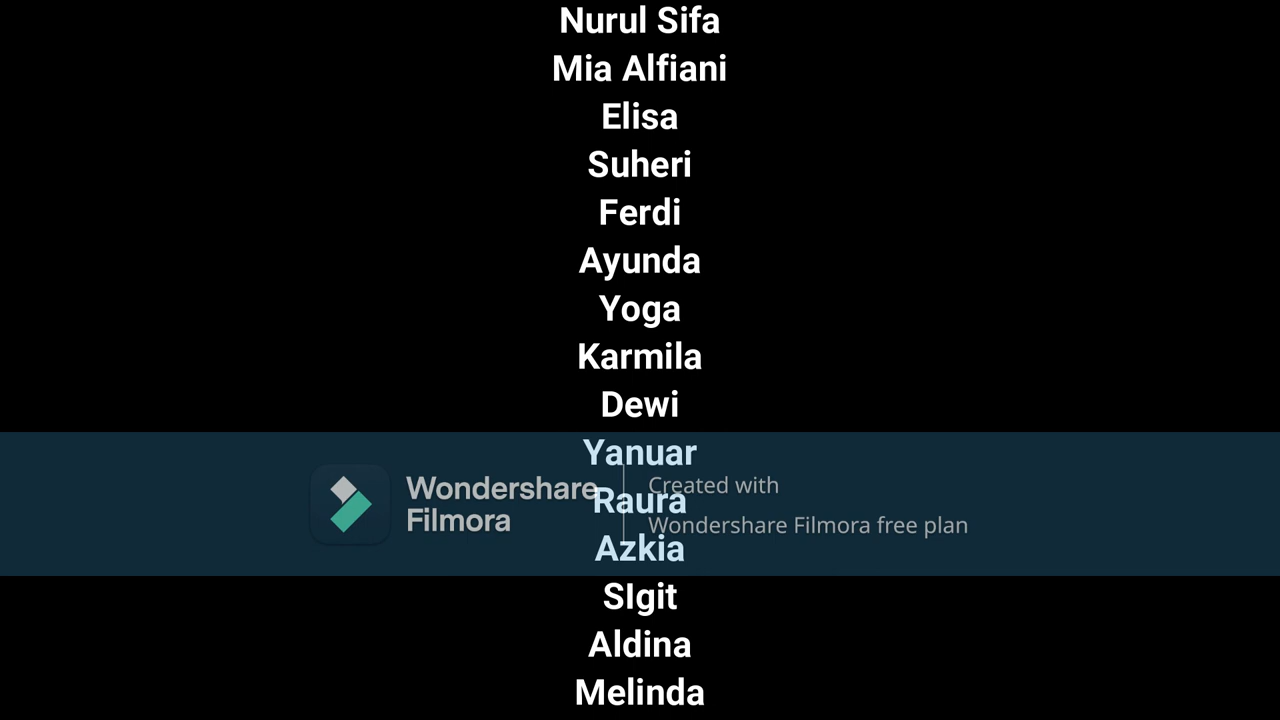 Nurul Sifa
Mia Alfiani
Elisa
Suheri
Ferdi
Ayunda
Yoga
Karmila
Dewi
Yanuar
Raura
Azkia
SIgit
Aldina
Melinda
Wondershare
Filmora
Created with
Wondershare Filmora free plan